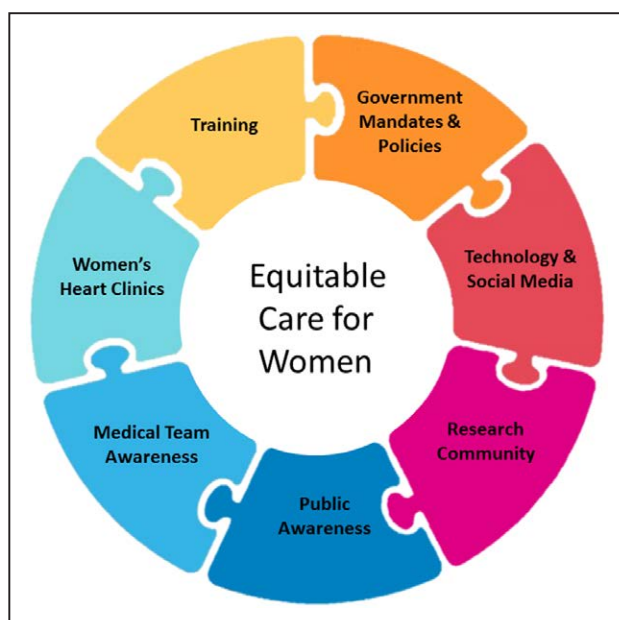 Equitable
Care for
Women
Government
Mandates &
Policies
Technology &
Social Media
Research
Community
Public
Awareness
Medical Team
Awareness
Women's
Heart Clinics
Training